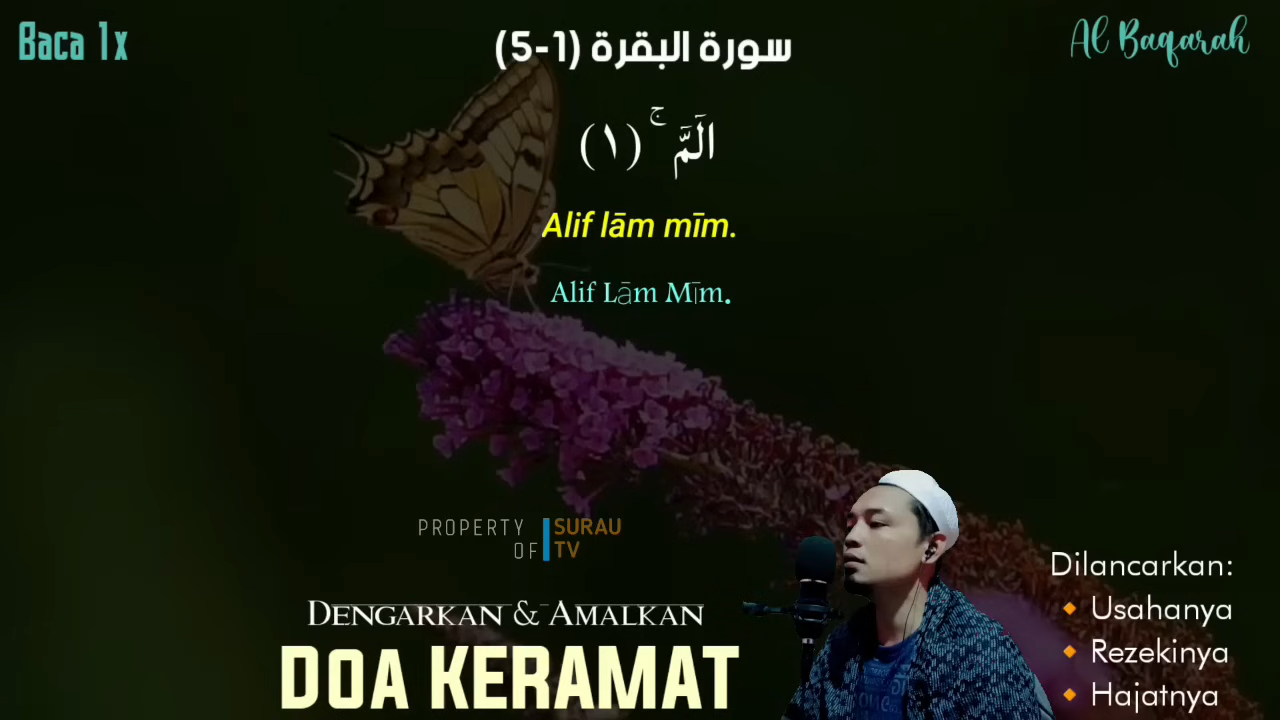 Baca 1x
سورة البقرة (1-5)
Al Baqarah
الۤمّۤ ۚ (١)
Alif lām mīm.
Alif Lām Mīm.
PROPERTY OF
SURAU TV
Dengarkan & Amalkan
DOA KERAMAT
Dilancarkan:
🔸 Usahanya
🔸 Rezekinya
🔸 Hajatnya